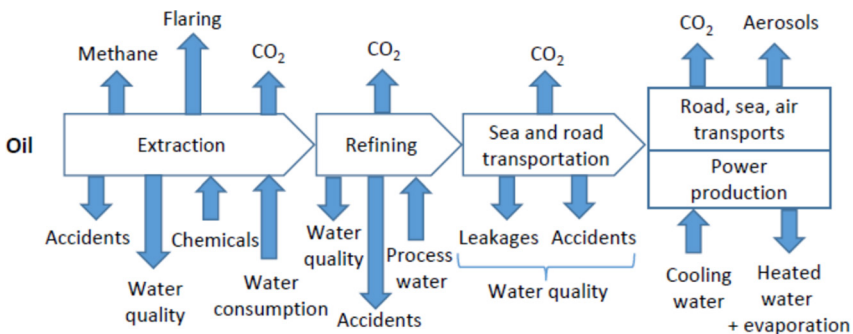 Flaring
Methane
CO₂
CO₂
CO₂
CO₂
Aerosols
Oil
Extraction
Refining
Sea and road
transportation
Road, sea, air
transports
Power
production
Accidents
Water
quality
Chemicals
Water
consumption
Water
quality
Accidents
Process
water
Leakages
Accidents
Water quality
Cooling
water
Heated
water
+ evaporation